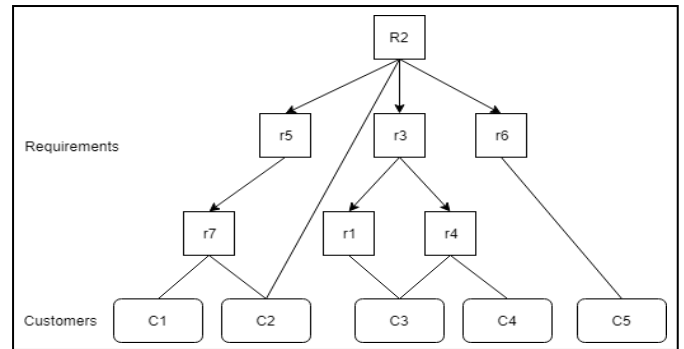 R2
r5 r3 r6
Requirements
r7 r1 r4
Customers C1 C2 C3 C4 C5